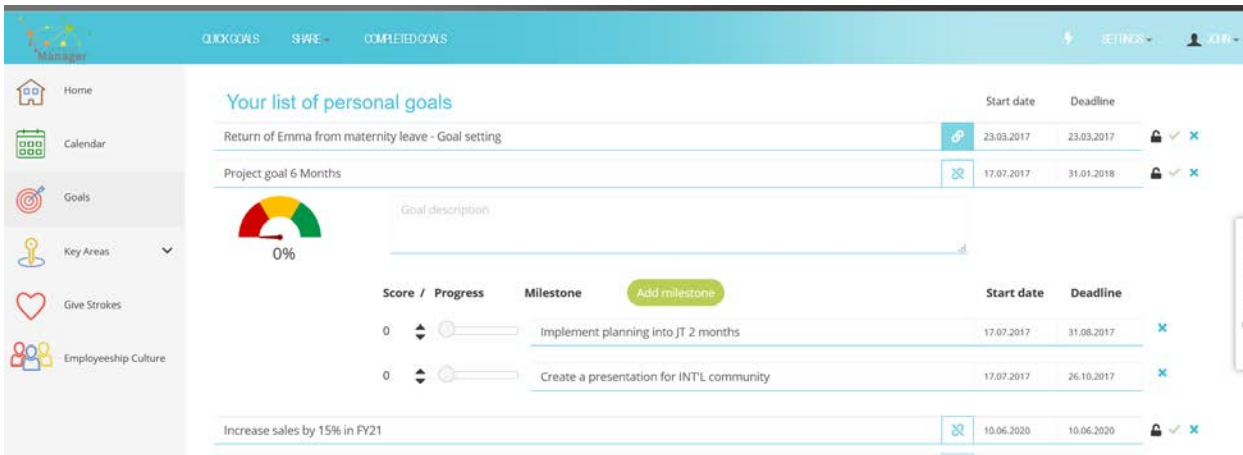 Manager
QUICK GOALS SHARE COMPLETED GOALS SETTINGS JOHN
Home
Calendar
Goals
Key Areas
Give Strokes
Employeeship Culture
Your list of personal goals Start date Deadline
Return of Emma from maternity leave - Goal setting 23.03.2017 23.03.2017
Project goal 6 Months 17.07.2017 31.01.2018
Goal description
0%
Score / Progress Milestone Add milestone Start date Deadline
0 Implement planning into JT 2 months 17.07.2017 31.08.2017
0 Create a presentation for INT'L community 17.07.2017 26.10.2017
Increase sales by 15% in FY21 10.06.2020 10.06.2020